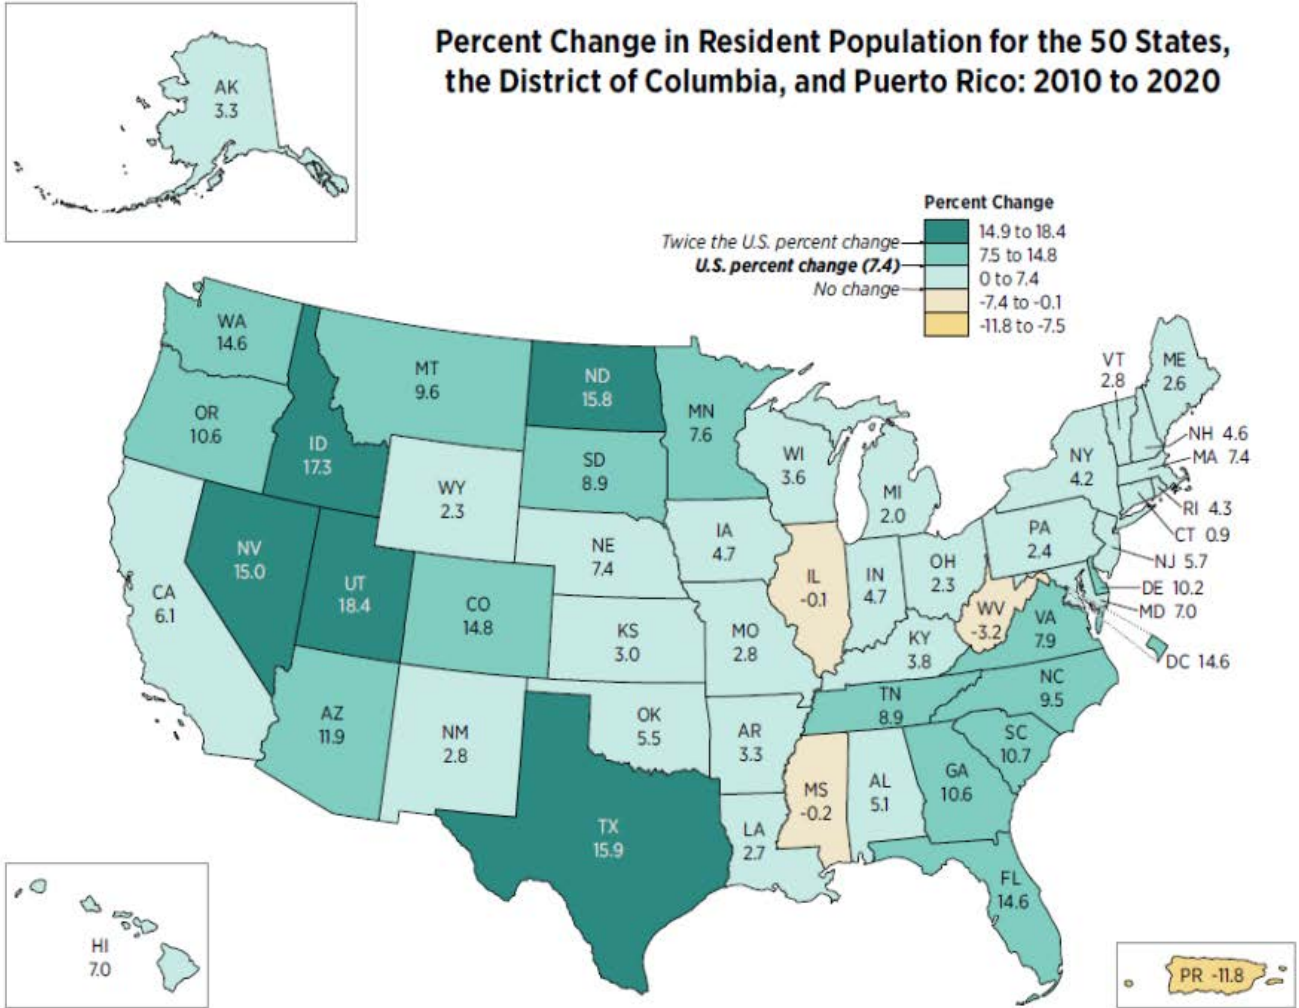 Percent Change in Resident Population for the 50 States,
the District of Columbia, and Puerto Rico: 2010 to 2020
AK
3.3
Percent Change
14.9 to 18.4
Twice the U.S. percent change
7.5 to 14.8
U.S. percent change (7.4)
0 to 7.4
No change
-7.4 to -0.1
-11.8 to -7.5
WA
14.6
MT
9.6
ND
15.8
MN
7.6
VT
2.8
ME
2.6
OR
10.6
ID
17.3
WY
2.3
SD
8.9
WI
3.6
MI
2.0
NY
4.2
NH 4.6
MA 7.4
RI 4.3
CT 0.9
NJ 5.7
DE 10.2
MD 7.0
DC 14.6
NV
15.0
UT
18.4
CO
14.8
NE
7.4
IA
4.7
IL
-0.1
IN
4.7
OH
2.3
PA
2.4
WV
-3.2
VA
7.9
CA
6.1
KS
3.0
MO
2.8
KY
3.8
AZ
11.9
NM
2.8
OK
5.5
AR
3.3
TN
8.9
NC
9.5
SC
10.7
TX
15.9
LA
2.7
MS
-0.2
AL
5.1
GA
10.6
FL
14.6
HI
7.0
PR -11.8